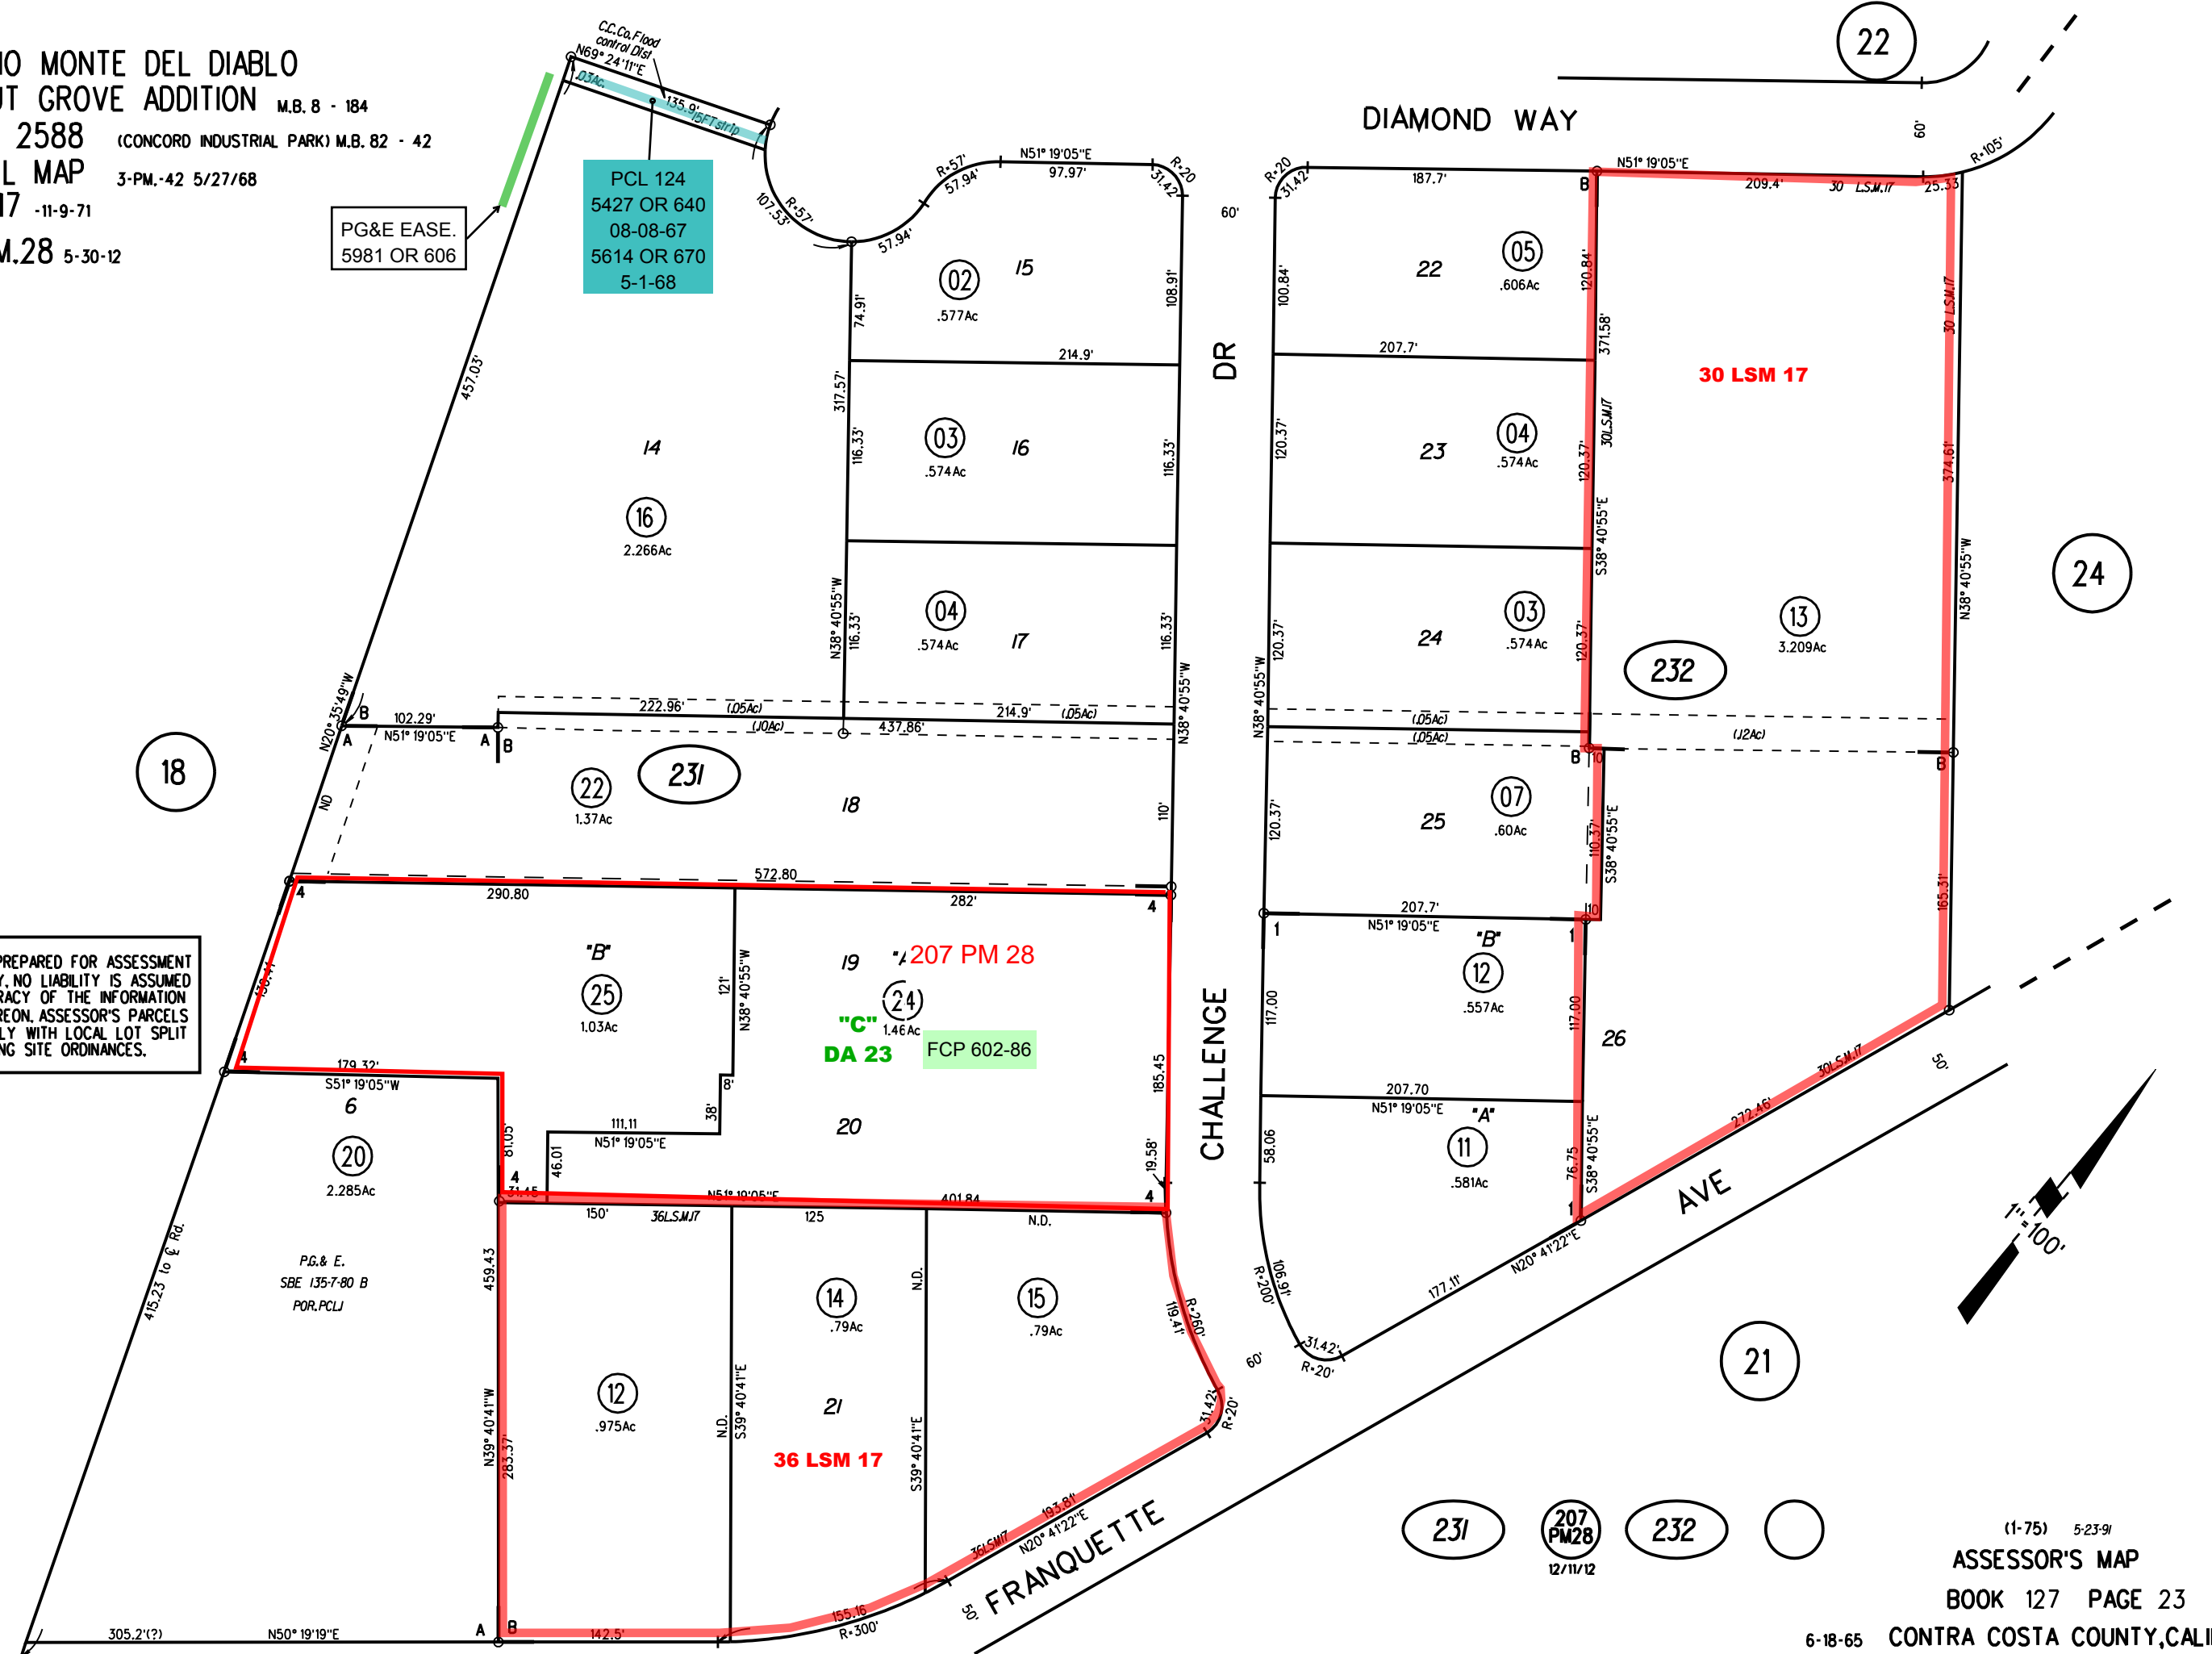 MONTE DEL DIABLO
GROVE ADDITION M.B. 8 - 184
2588 (CONCORD INDUSTRIAL PARK) M.B. 82 - 42
MAP 3-PM.-42 5/27/68
17 -11-9-71
M.28 5-30-12
PG&E EASE.
5981 OR 606
C.C.Co.Flood
control Dist
N69° 24'11"E
.03Ac.
135.9'
15FTstrip
PCL 124
5427 OR 640
08-08-67
5614 OR 670
5-1-68
R=57'
107.53'
57.94'
R=57'
57.94'
N51° 19'05"E
97.97'
R=20
31.42'
60'
R=20
31.42'
187.7'
DIAMOND WAY
22
60'
R=105'
N51° 19'05"E
209.4'
30 L.S.M.17
25.33
B
457.03'
14
16
2.266Ac
74.91'
317.57'
116.33'
N38° 40'55"W
116.33'
02
15
.577Ac
108.91'
214.9'
03
.574Ac
16
116.33'
04
.574Ac
17
116.33'
N38° 40'55"W
DR
100.84'
22
05
.606Ac
120.84'
371.58'
207.7'
120.37'
23
04
.574Ac
120.37'
30L.S.M.17
S38° 40'55"E
120.37'
24
03
.574Ac
120.37'
N38° 40'55"W
30 LSM 17
30 L.S.M.17
374.61'
N38° 40'55"W
13
3.209Ac
232
24
N20° 35'49"W
B
A
102.29'
N51° 19'05"E
A
B
222.96'
(.05Ac)
214.9'
(.05Ac)
(.10Ac)
437.86'
(.05Ac)
(.05Ac)
(.12Ac)
B
10
B
18
ND
22
1.37Ac
231
18
110'
120.37'
25
07
.60Ac
110.37'
S38° 40'55"E
165.31'
4
572.80
290.80
282'
4
207.7'
N51° 19'05"E
1
10
1
PREPARED FOR ASSESSMENT
NO LIABILITY IS ASSUMED
OF THE INFORMATION
ASSESSOR'S PARCELS
WITH LOCAL LOT SPLIT
SITE ORDINANCES.
"B"
25
1.03Ac
121'
N38° 40'55"W
19
207 PM 28
24
1.46Ac
"C"
DA 23
FCP 602-86
8'
38'
20
185.45
19.58'
CHALLENGE
117.00
"B"
12
.557Ac
117.00
26
207.70
N51° 19'05"E
"A"
11
.581Ac
58.06
76.75
S38° 40'55"E
1
4
179.32'
S51° 19'05"W
6
20
2.285Ac
81.05'
46.01
111.11
N51° 19'05"E
4
31.45
N51° 19'05"E
401.84
4
150'
36L.S.M.17
125
N.D.
415.23 to ℄ Rd.
P.G.& E.
SBE 135-7-80 B
POR.PCL.1
459.43
N39° 40'41"W
283.37'
12
.975Ac
N.D.
S39° 40'41"E
14
.79Ac
21
36 LSM 17
N.D.
S39° 40'41"E
15
.79Ac
R=260'
119.41'
31.42'
R=20'
60'
R=200'
106.91'
31.42'
R=20'
177.11'
N20° 41'22"E
272.46'
30L.S.M.17
50'
AVE
1"=100'
21
193.81'
36LSM17
N20° 41'22"E
FRANQUETTE
50'
155.16
R=300'
305.2'(?)
N50° 19'19"E
A
B
142.5'
231
207
PM28
12/11/12
232
(1-75) 5-23-91
ASSESSOR'S MAP
BOOK 127 PAGE 23
6-18-65 CONTRA COSTA COUNTY,